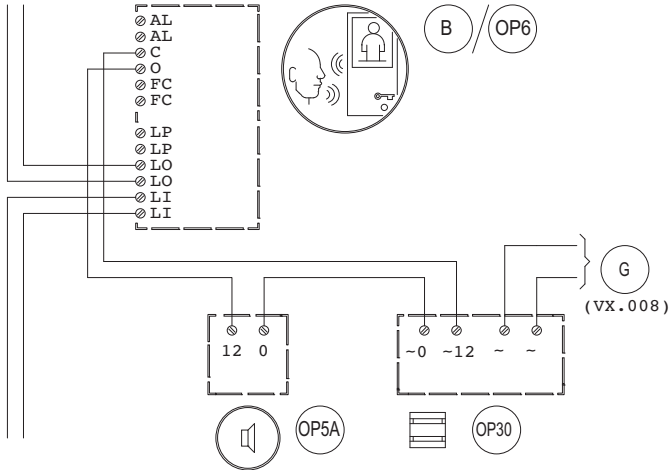 AL
AL
C
O
FC
FC
LP
LP
LO
LO
LI
LI
B / OP6
G
(VX.008)
12 0
~0 ~12 ~ ~
OP5A
OP30